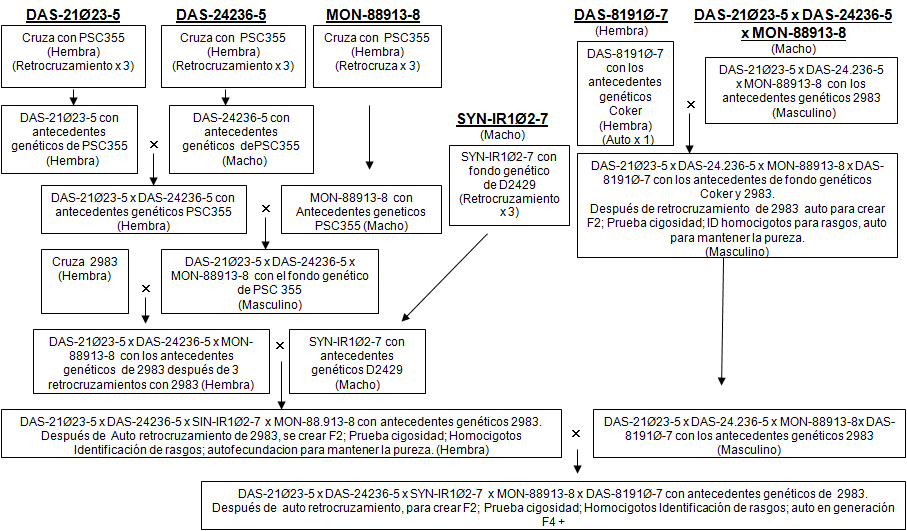 DAS-21Ø23-5
Cruza con PSC355
(Hembra)
(Retrocruzamiento x 3)
DAS-24236-5
Cruza con PSC355
(Hembra)
(Retrocruzamiento x 3)
MON-88913-8
Cruza con PSC355
(Hembra)
(Retrocruza x 3)
DAS-21Ø23-5 con
antecedentes
genéticos de PSC355
(Hembra)
×
DAS-24236-5 con
antecedentes
genéticos dePSC355
(Macho)
DAS-21Ø23-5 x DAS-24236-5 con
antecedentes genéticos PSC355
(Hembra)
×
MON-88913-8 con
Antecedentes geneticos
PSC355 (Macho)
Cruza 2983
(Hembra)
×
DAS-21Ø23-5 x DAS-24236-5 x
MON-88913-8 con el fondo genético
de PSC 355
(Masculino)
SYN-IR1Ø2-7
(Macho)
SYN-IR1Ø2-7 con
fondo genético
de D2429
(Retrocruzamiento
x 3)
DAS-21Ø23-5 x DAS-24236-5 x MON-
88913-8 con los antecedentes
genéticos de 2983 después de 3
retrocruzamientos con 2983 (Hembra)
×
SYN-IR1Ø2-7 con
antecedentes
genéticos D2429
(Macho)
DAS-8191Ø-7
(Hembra)
DAS-8191Ø-7
con los
antecedentes
genéticos
Coker
(Hembra)
(Auto x 1)
×
DAS-21Ø23-5 x DAS-24236-5
x MON-88913-8
(Macho)
DAS-21Ø23-5 x DAS-24.236-5
x MON-88913-8 con los
antecedentes genéticos 2983
(Masculino)
DAS-21Ø23-5 x DAS-24.236-5 x MON-88913-8 x DAS-
8191Ø-7 con los antecedentes de fondo genéticos
Coker y 2983.
Después de retrocruzamiento de 2983 auto para crear
F2; Prueba cigosidad; ID homocigotos para rasgos, auto
para mantener la pureza.
(Masculino)
DAS-21Ø23-5 x DAS-24236-5 x SIN-IR1Ø2-7 x MON-88.913-8 con antecedentes genéticos 2983.
Después de Auto retrocruzamiento de 2983, se crear F2; Prueba cigosidad; Homocigotos
Identificación de rasgos; autofecundacion para mantener la pureza. (Hembra)
×
DAS-21Ø23-5 x DAS-24.236-5 x MON-88913-8x DAS-
8191Ø-7 con los antecedentes genéticos 2983
(Masculino)
DAS-21Ø23-5 x DAS-24236-5 x SYN-IR1Ø2-7 x MON-88913-8 x DAS-8191Ø-7 con antecedentes genéticos de 2983.
Después de auto retrocruzamiento, para crear F2; Prueba cigosidad; Homocigotos Identificación de rasgos; auto en generación
F4 +